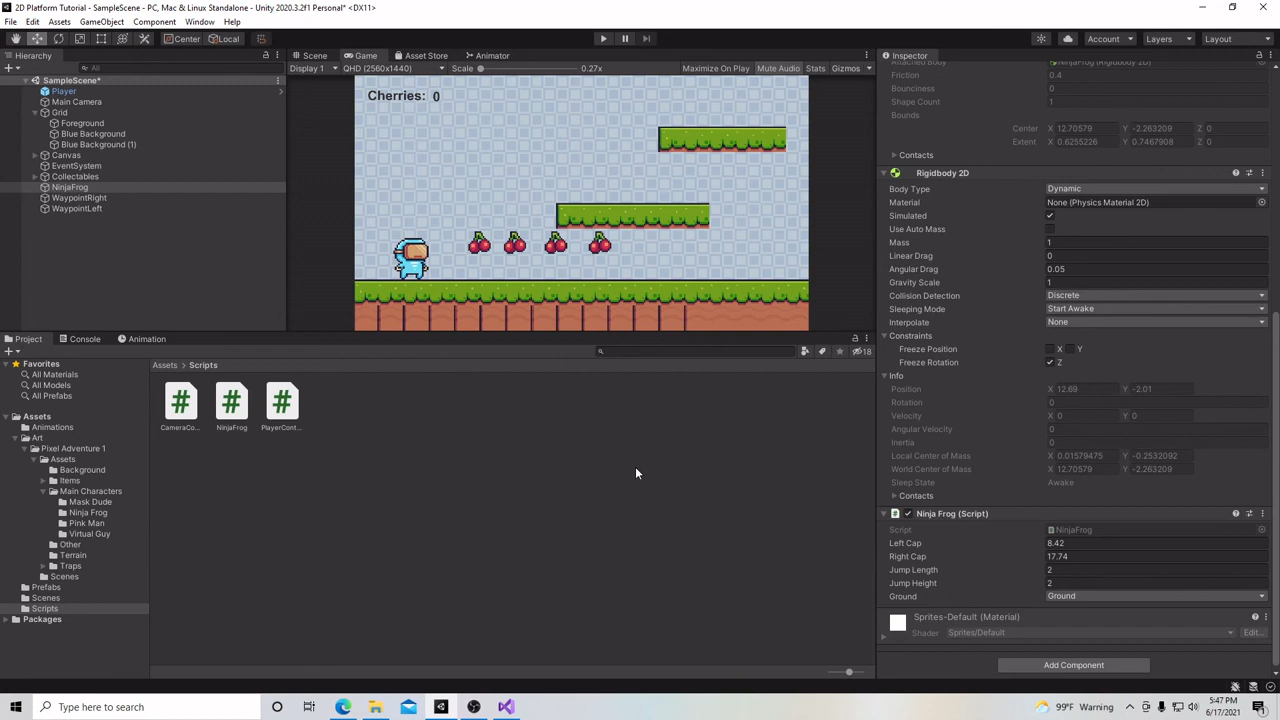 2D Platform Tutorial - SampleScene - PC, Mac & Linux Standalone - Unity 2020.3.2f1 Personal* <DX11>
File Edit Assets GameObject Component Window Help
Center Local Account Layers Layout
Hierarchy
All
SampleScene*
Player
Main Camera
Grid
Foreground
Blue Background
Blue Background (1)
Canvas
EventSystem
Collectables
NinjaFrog
WaypointRight
WaypointLeft
Scene Game Asset Store Animator
Display 1 QHD (2560x1440) Scale 0.27x Maximize On Play Mute Audio Stats Gizmos
Cherries: 0
Project Console Animation
18
Favorites
All Materials
All Models
All Prefabs
Assets
Animations
Art
Pixel Adventure 1
Assets
Background
Items
Main Characters
Mask Dude
Ninja Frog
Pink Man
Virtual Guy
Other
Terrain
Traps
Scenes
Prefabs
Scenes
Scripts
Packages
Assets > Scripts
CameraCo... NinjaFrog PlayerCont...
Inspector
Friction 0.4
Bounciness 0
Shape Count 1
Bounds
Center X 12.70579 Y -2.263209 Z 0
Extent X 0.6255226 Y 0.7467908 Z 0
Contacts
Rigidbody 2D
Body Type Dynamic
Material None (Physics Material 2D)
Simulated
Use Auto Mass
Mass 1
Linear Drag 0
Angular Drag 0.05
Gravity Scale 1
Collision Detection Discrete
Sleeping Mode Start Awake
Interpolate None
Constraints
Freeze Position X Y
Freeze Rotation Z
Info
Position X 12.69 Y -2.01
Rotation 0
Velocity X 0 Y 0
Angular Velocity 0
Inertia 0
Local Center of Mass X 0.01579475 Y -0.2532092
World Center of Mass X 12.70579 Y -2.263209
Sleep State Awake
Contacts
Ninja Frog (Script)
Script NinjaFrog
Left Cap 8.42
Right Cap 17.74
Jump Length 2
Jump Height 2
Ground Ground
Sprites-Default (Material)
Shader Sprites/Default Edit...
Add Component
Type here to search
99°F Warning
5:47 PM
6/17/2021